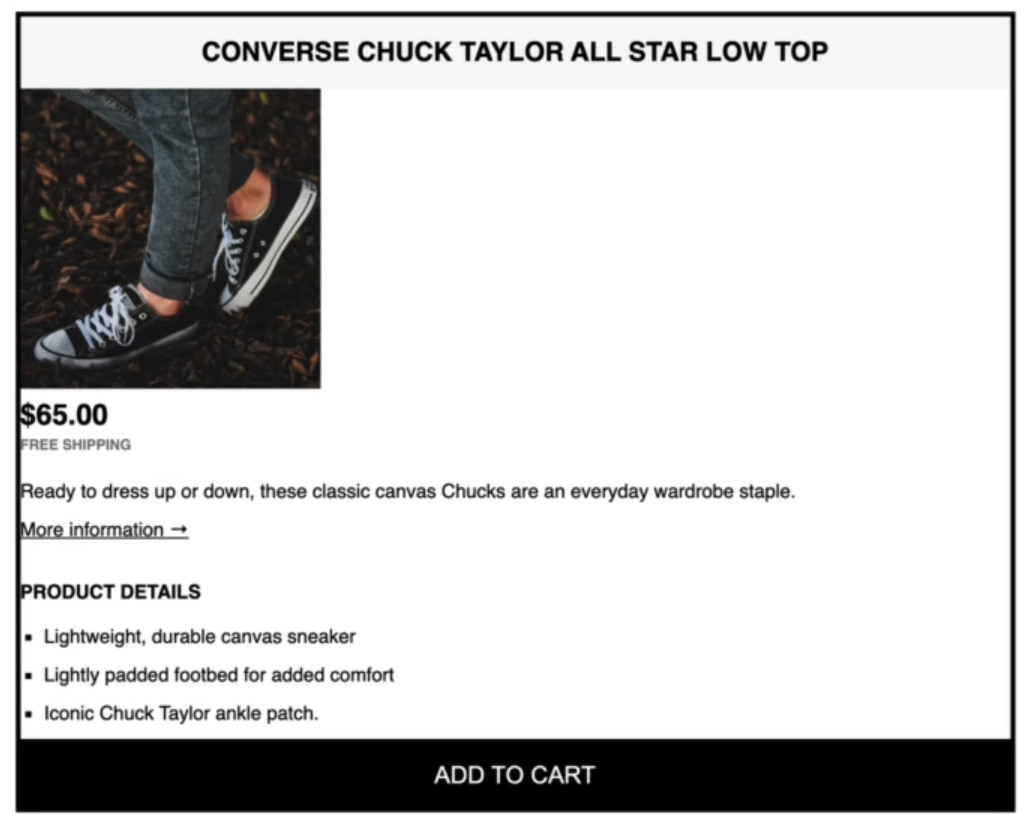 CONVERSE CHUCK TAYLOR ALL STAR LOW TOP
$65.00
FREE SHIPPING
Ready to dress up or down, these classic canvas Chucks are an everyday wardrobe staple.
More information →
PRODUCT DETAILS
▪ Lightweight, durable canvas sneaker
▪ Lightly padded footbed for added comfort
▪ Iconic Chuck Taylor ankle patch.
ADD TO CART